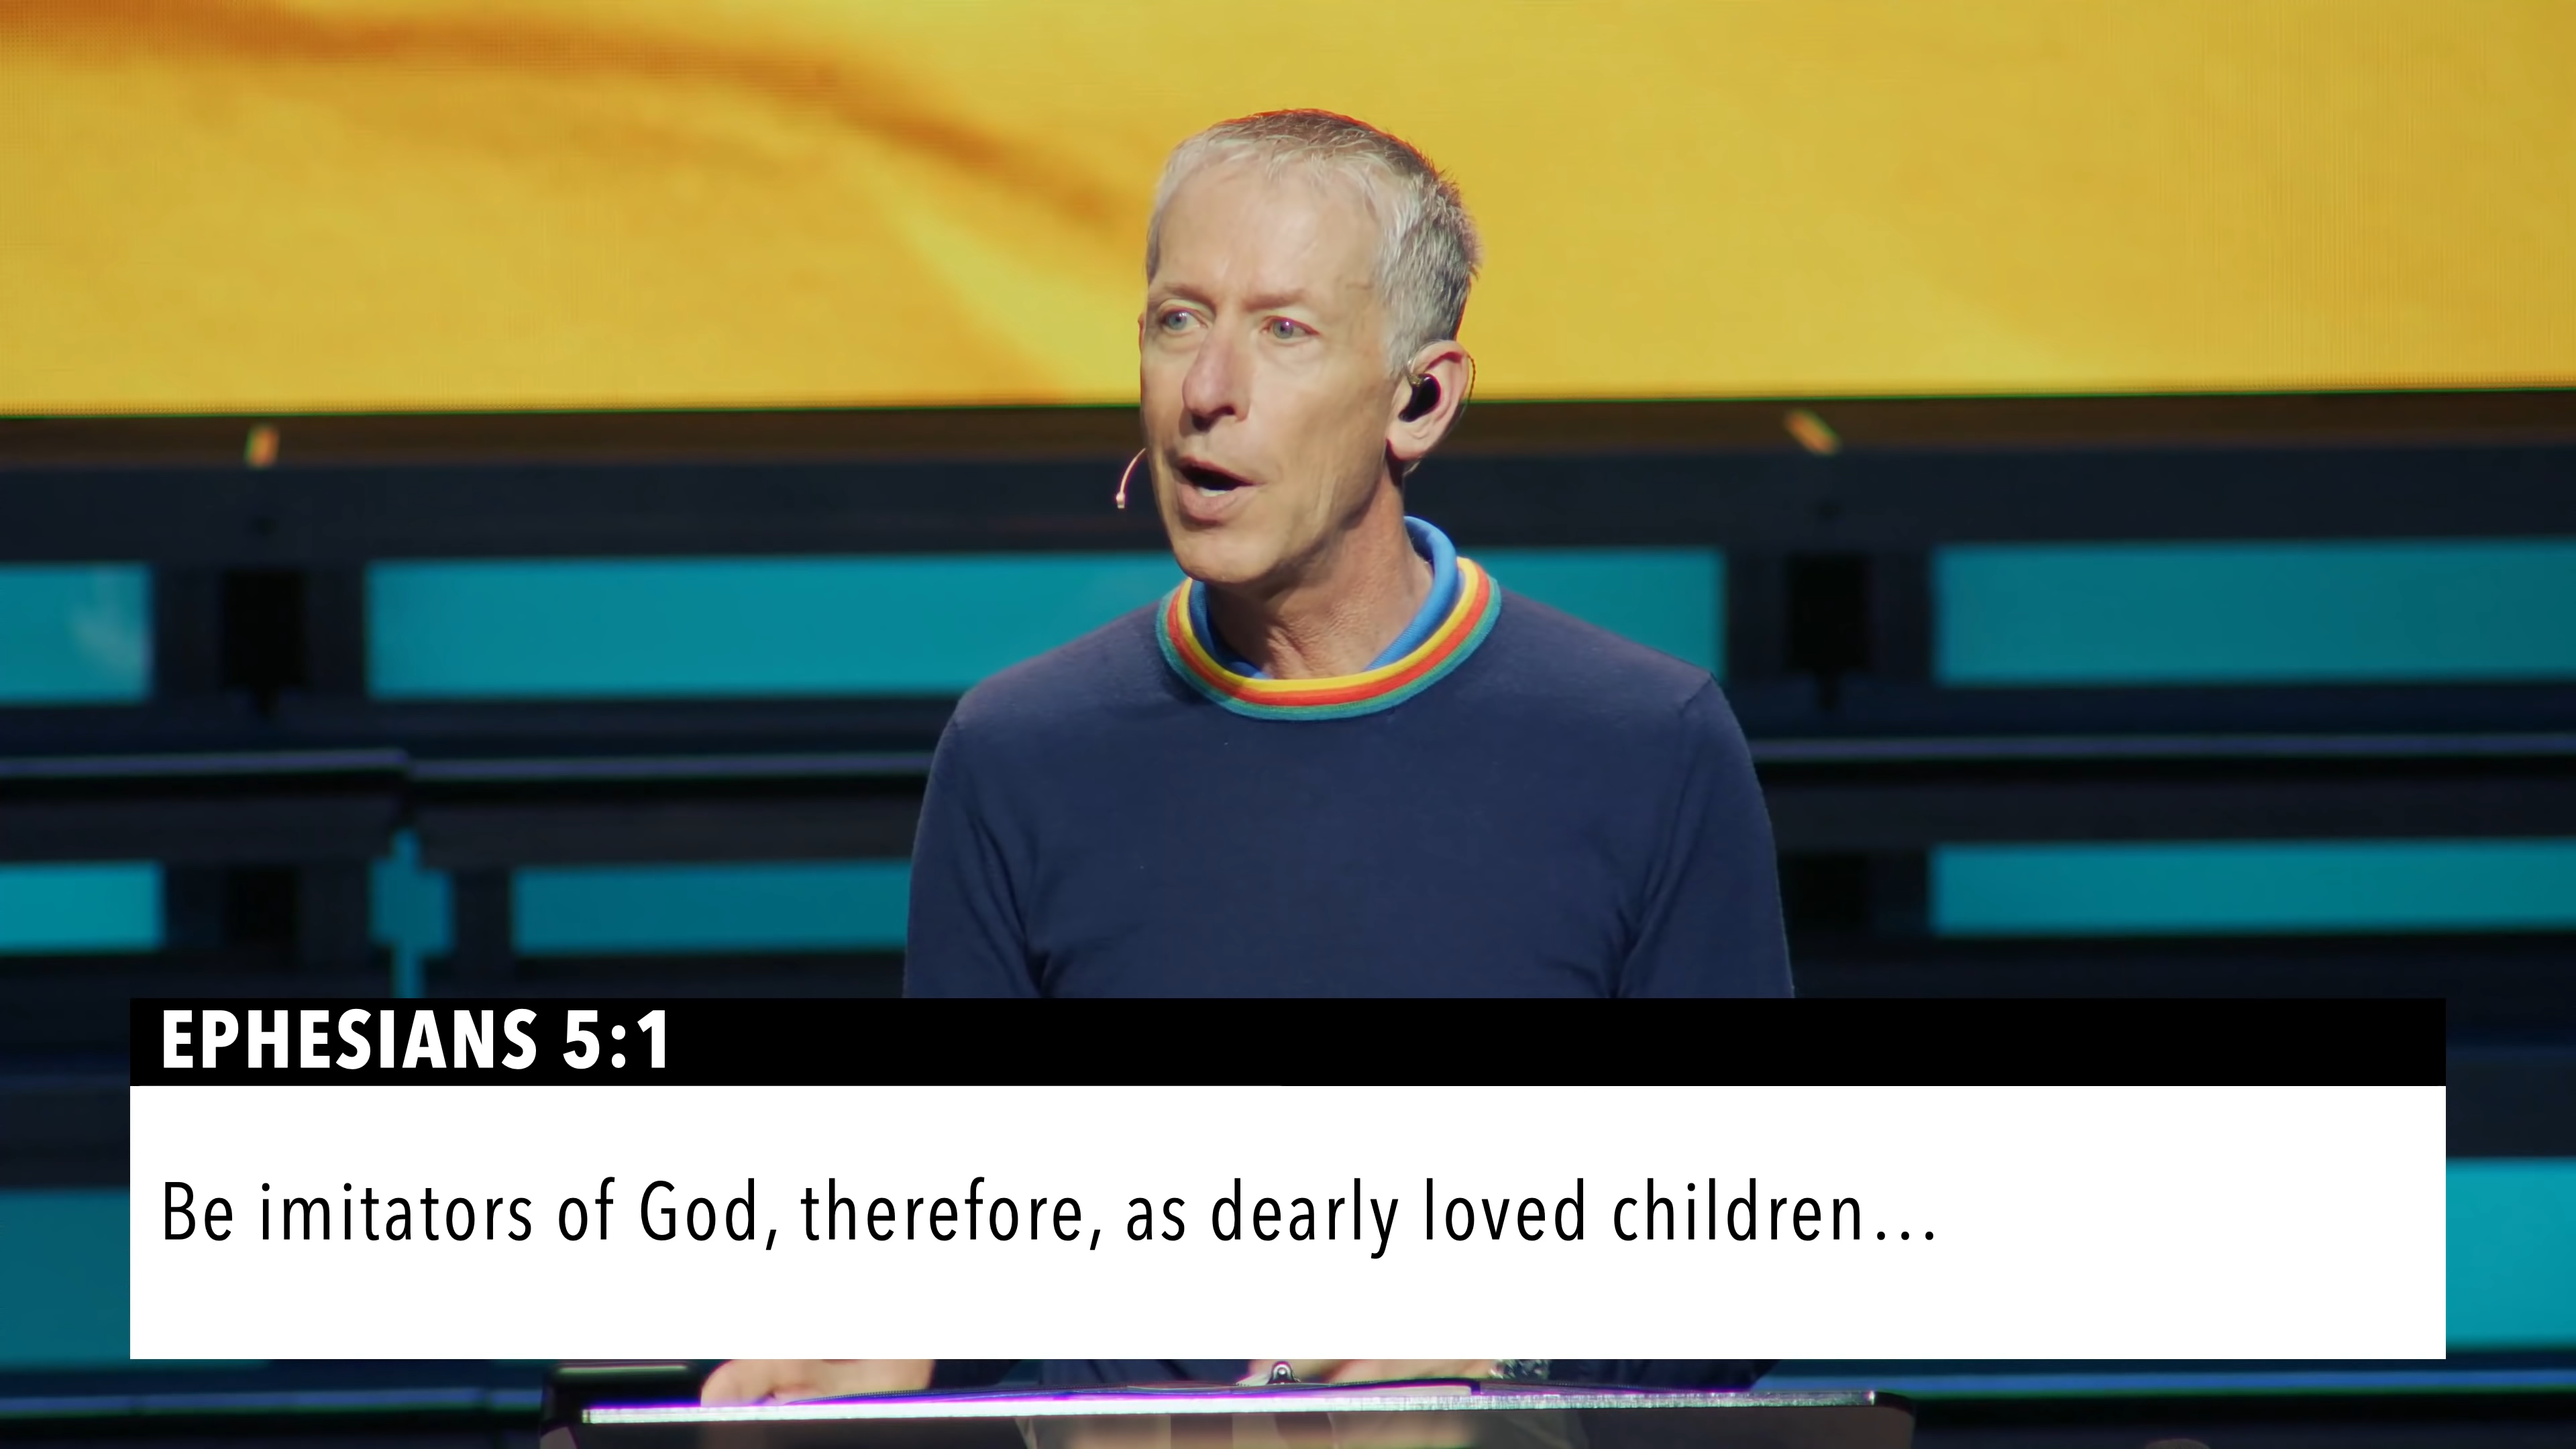 EPHESIANS 5:1
Be imitators of God, therefore, as dearly loved children…